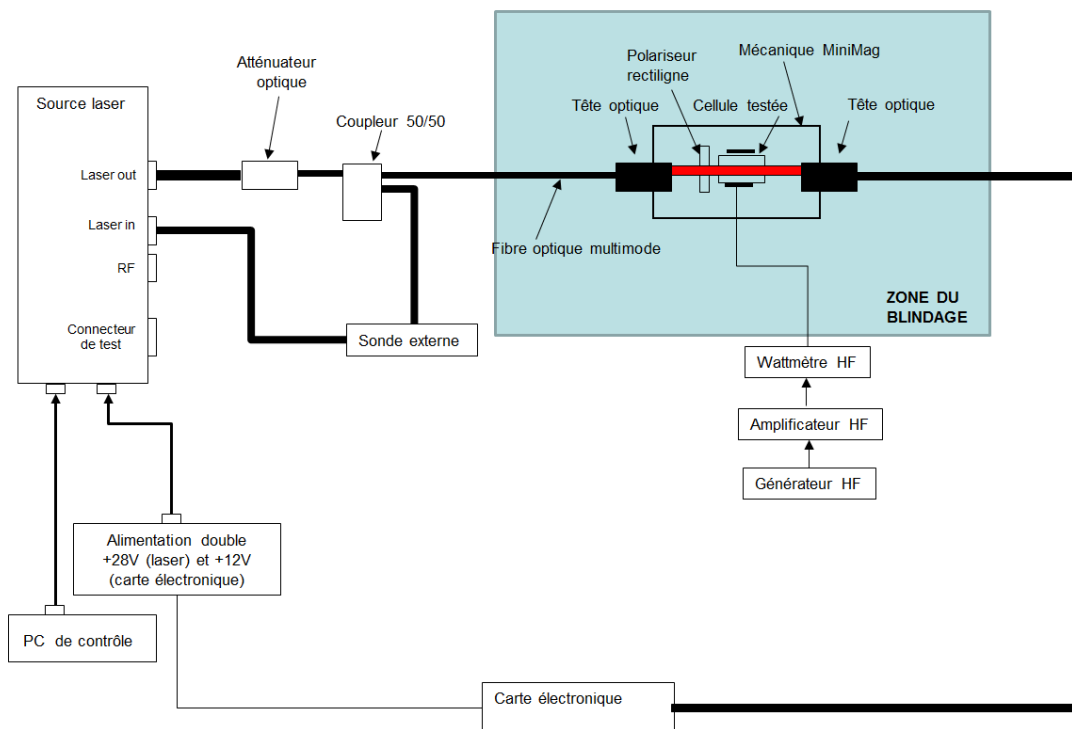 Source laser
Laser out
Laser in
RF
Connecteur
de test
Atténuateur
optique
Coupleur 50/50
Sonde externe
Fibre optique multimode
Tête optique
Polariseur
rectiligne
Cellule testée
Mécanique MiniMag
Tête optique
ZONE DU
BLINDAGE
Wattmètre HF
Amplificateur HF
Générateur HF
Alimentation double
+28V (laser) et +12V
(carte électronique)
PC de contrôle
Carte électronique